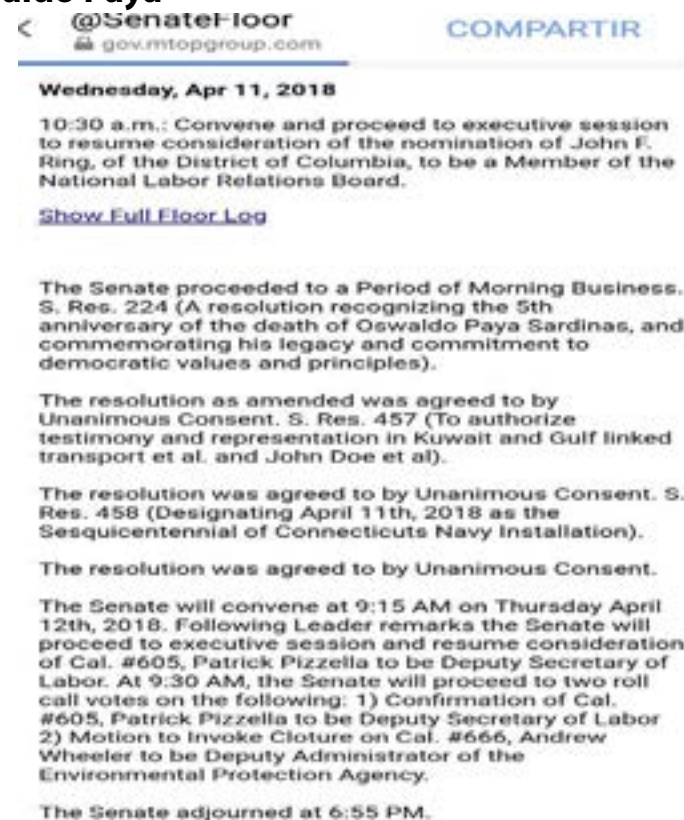 Paya
@SenateFloor
gov.mtopgroup.com
COMPARTIR
Wednesday, Apr 11, 2018
10:30 a.m.: Convene and proceed to executive session
to resume consideration of the nomination of John F.
Ring, of the District of Columbia, to be a Member of the
National Labor Relations Board.
Show Full Floor Log
The Senate proceeded to a Period of Morning Business.
S. Res. 224 (A resolution recognizing the 5th
anniversary of the death of Oswaldo Paya Sardinas, and
commemorating his legacy and commitment to
democratic values and principles).
The resolution as amended was agreed to by
Unanimous Consent. S. Res. 457 (To authorize
testimony and representation in Kuwait and Gulf linked
transport et al. and John Doe et al).
The resolution was agreed to by Unanimous Consent. S.
Res. 458 (Designating April 11th, 2018 as the
Sesquicentennial of Connecticuts Navy Installation).
The resolution was agreed to by Unanimous Consent.
The Senate will convene at 9:15 AM on Thursday April
12th, 2018. Following Leader remarks the Senate will
proceed to executive session and resume consideration
of Cal. #605, Patrick Pizzella to be Deputy Secretary of
Labor. At 9:30 AM, the Senate will proceed to two roll
call votes on the following: 1) Confirmation of Cal.
#605, Patrick Pizzella to be Deputy Secretary of Labor
2) Motion to Invoke Cloture on Cal. #666, Andrew
Wheeler to be Deputy Administrator of the
Environmental Protection Agency.
The Senate adjourned at 6:55 PM.